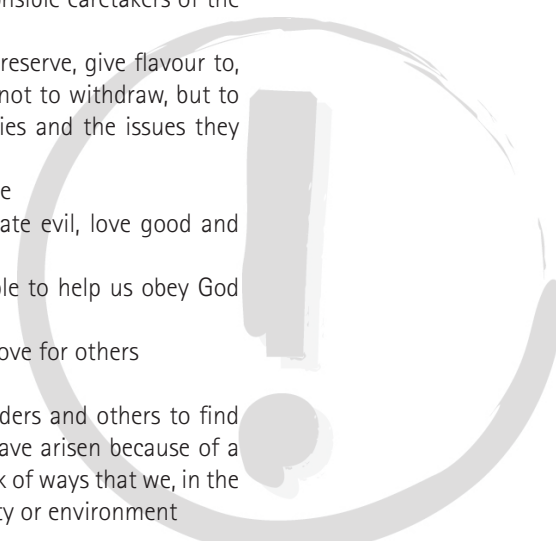 onsible caretakers of the
reserve, give flavour to,
not to withdraw, but to
ies and the issues they
e
ate evil, love good and
le to help us obey God
ove for others
ders and others to find
ave arisen because of a
k of ways that we, in the
ty or environment